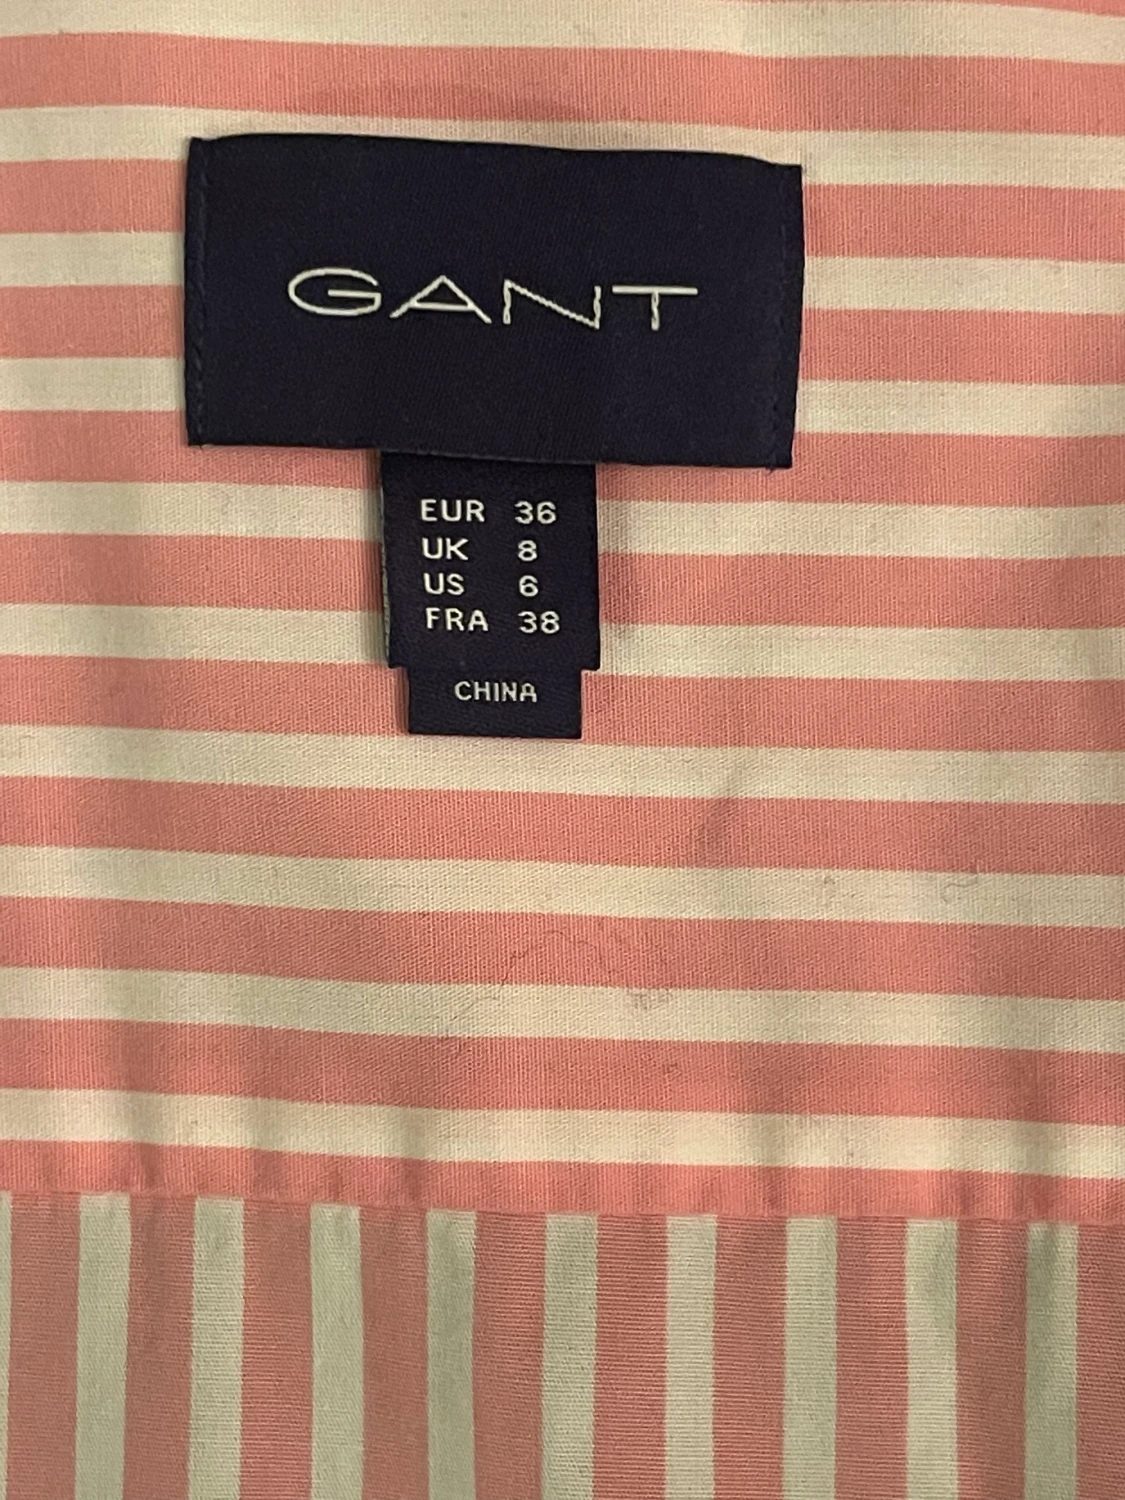 GANT
EUR 36
UK 8
US 6
FRA 38
CHINA